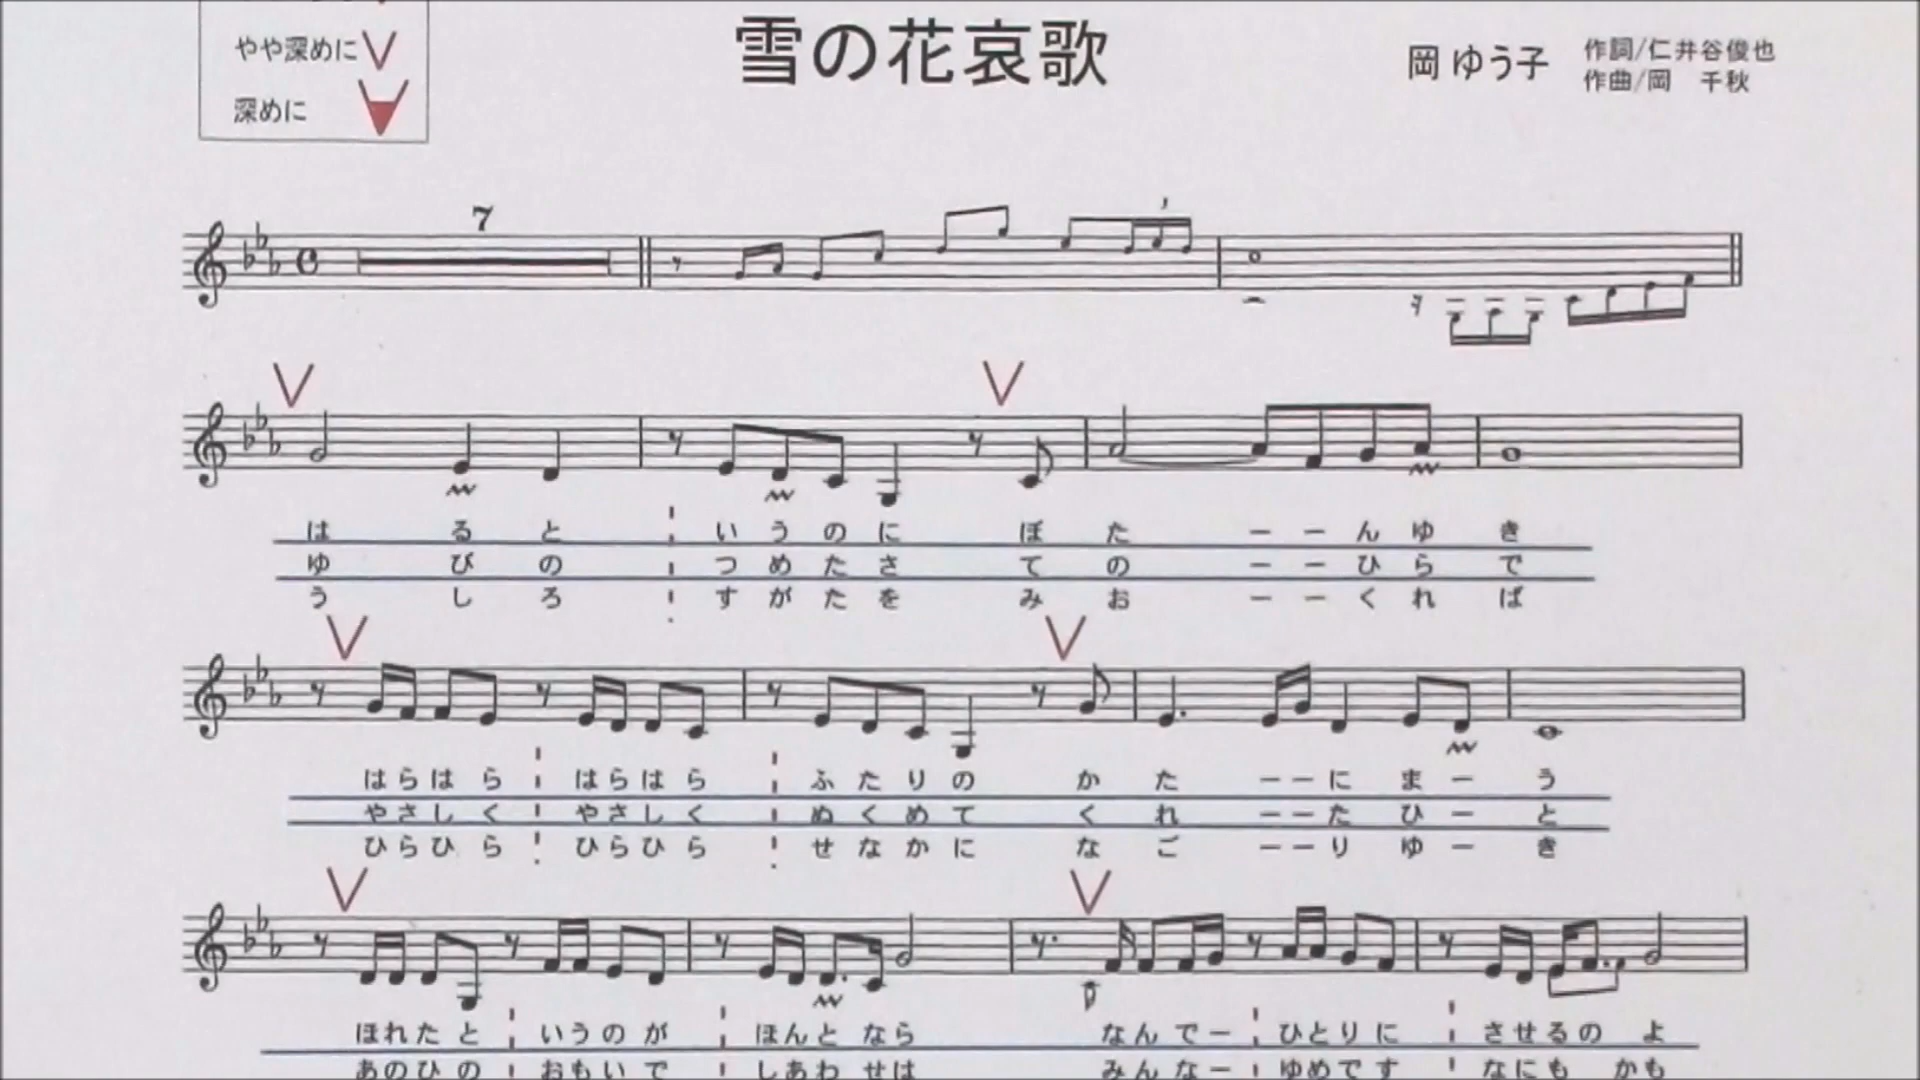 やや深めに
深めに
雪の花哀歌
岡 ゆう子
作詞/仁井谷俊也
作曲/岡 千秋
7
はると いうのに ぼた ーーんゆき
ゆびの つめたさ ての ーーひらで
うしろ すがたを みお ーーくれば
はらはら はらはら ふたりの かた ーーにまーう
やさしく やさしく ぬくめて くれ ーーたひーと
ひらひら ひらひら せなかに なご ーーりゆーき
ほれたと いうのが ほんとなら なんでー ひとりに させるのよ
あのひの おもいで しあわせは みんなー ゆめです なにもかも